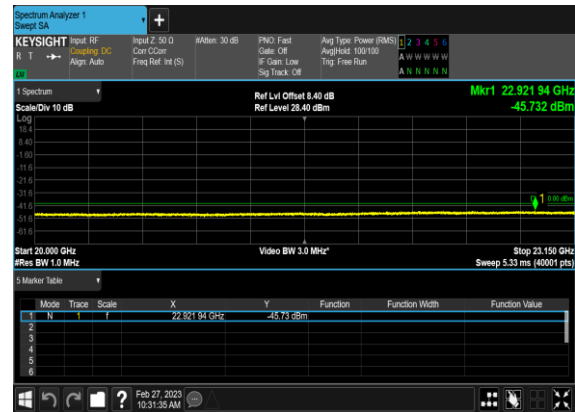 Spectrum Analyzer 1
Swept SA
KEYSIGHT Input: RF Input Z: 50 Ω #Atten: 30 dB PNO: Fast Avg Type: Power (RMS) 1 2 3 4 5 6
R T Coupling: DC Corr CCorr Gate: Off Avg|Hold: 100/100 A W W W W W
Align: Auto Freq Ref: Int (S) IF Gain: Low Trig: Free Run
LW Sig Track: Off A N N N N N
1 Spectrum Ref Lvl Offset 8.40 dB Mkr1 22.921 94 GHz
Scale/Div 10 dB Ref Level 28.40 dBm -45.732 dBm
Log
18.4
8.40
-1.60
-11.6
-21.6
-31.6
-41.6
-51.6
-61.6
1
Start 20.000 GHz Video BW 3.0 MHz* Stop 23.150 GHz
#Res BW 1.0 MHz Sweep 5.33 ms (40001 pts)
5 Marker Table
Mode Trace Scale X Y Function Function Width Function Value
1 N 1 f 22.921 94 GHz -45.73 dBm
2
3
4
5
6
Feb 27, 2023
10:31:35 AM